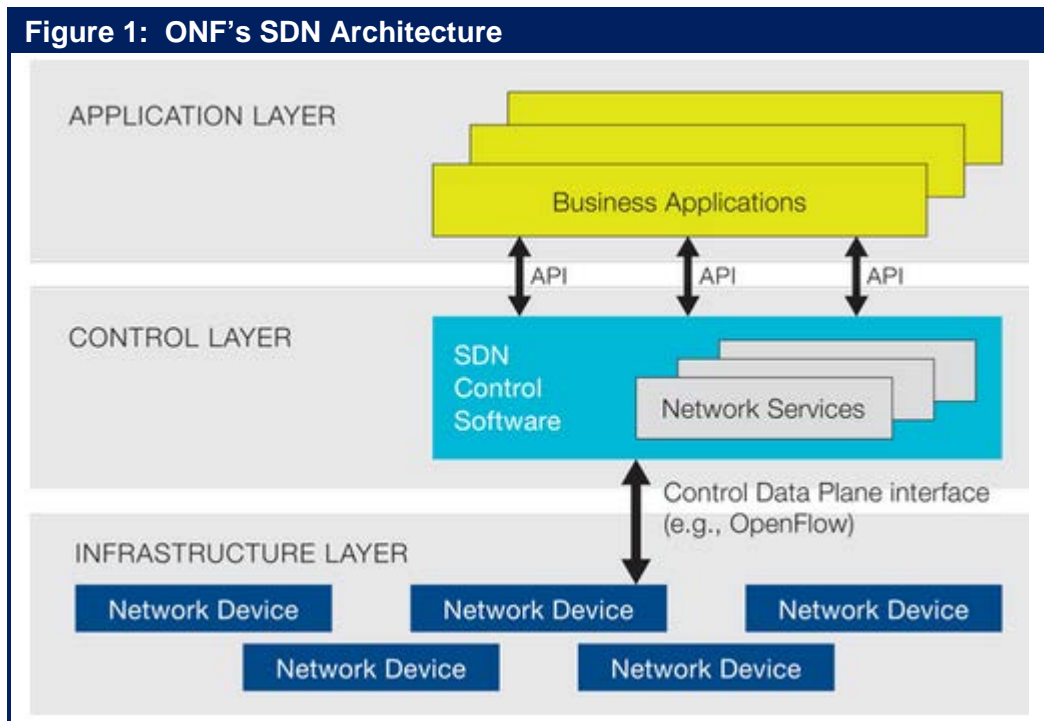 Figure 1: ONF's SDN Architecture
APPLICATION LAYER
Business Applications
API
API
API
CONTROL LAYER
SDN
Control
Software
Network Services
Control Data Plane interface
(e.g., OpenFlow)
INFRASTRUCTURE LAYER
Network Device
Network Device
Network Device
Network Device
Network Device